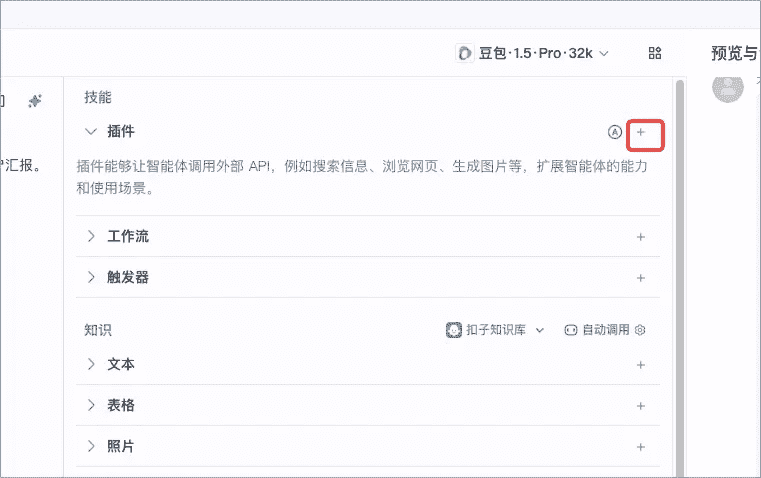 豆包·1.5·Pro·32k
预览与
技能
插件
汇报。
插件能够让智能体调用外部 API，例如搜索信息、浏览网页、生成图片等，扩展智能体的能力
和使用场景。
工作流
触发器
知识
扣子知识库
自动调用
文本
表格
照片